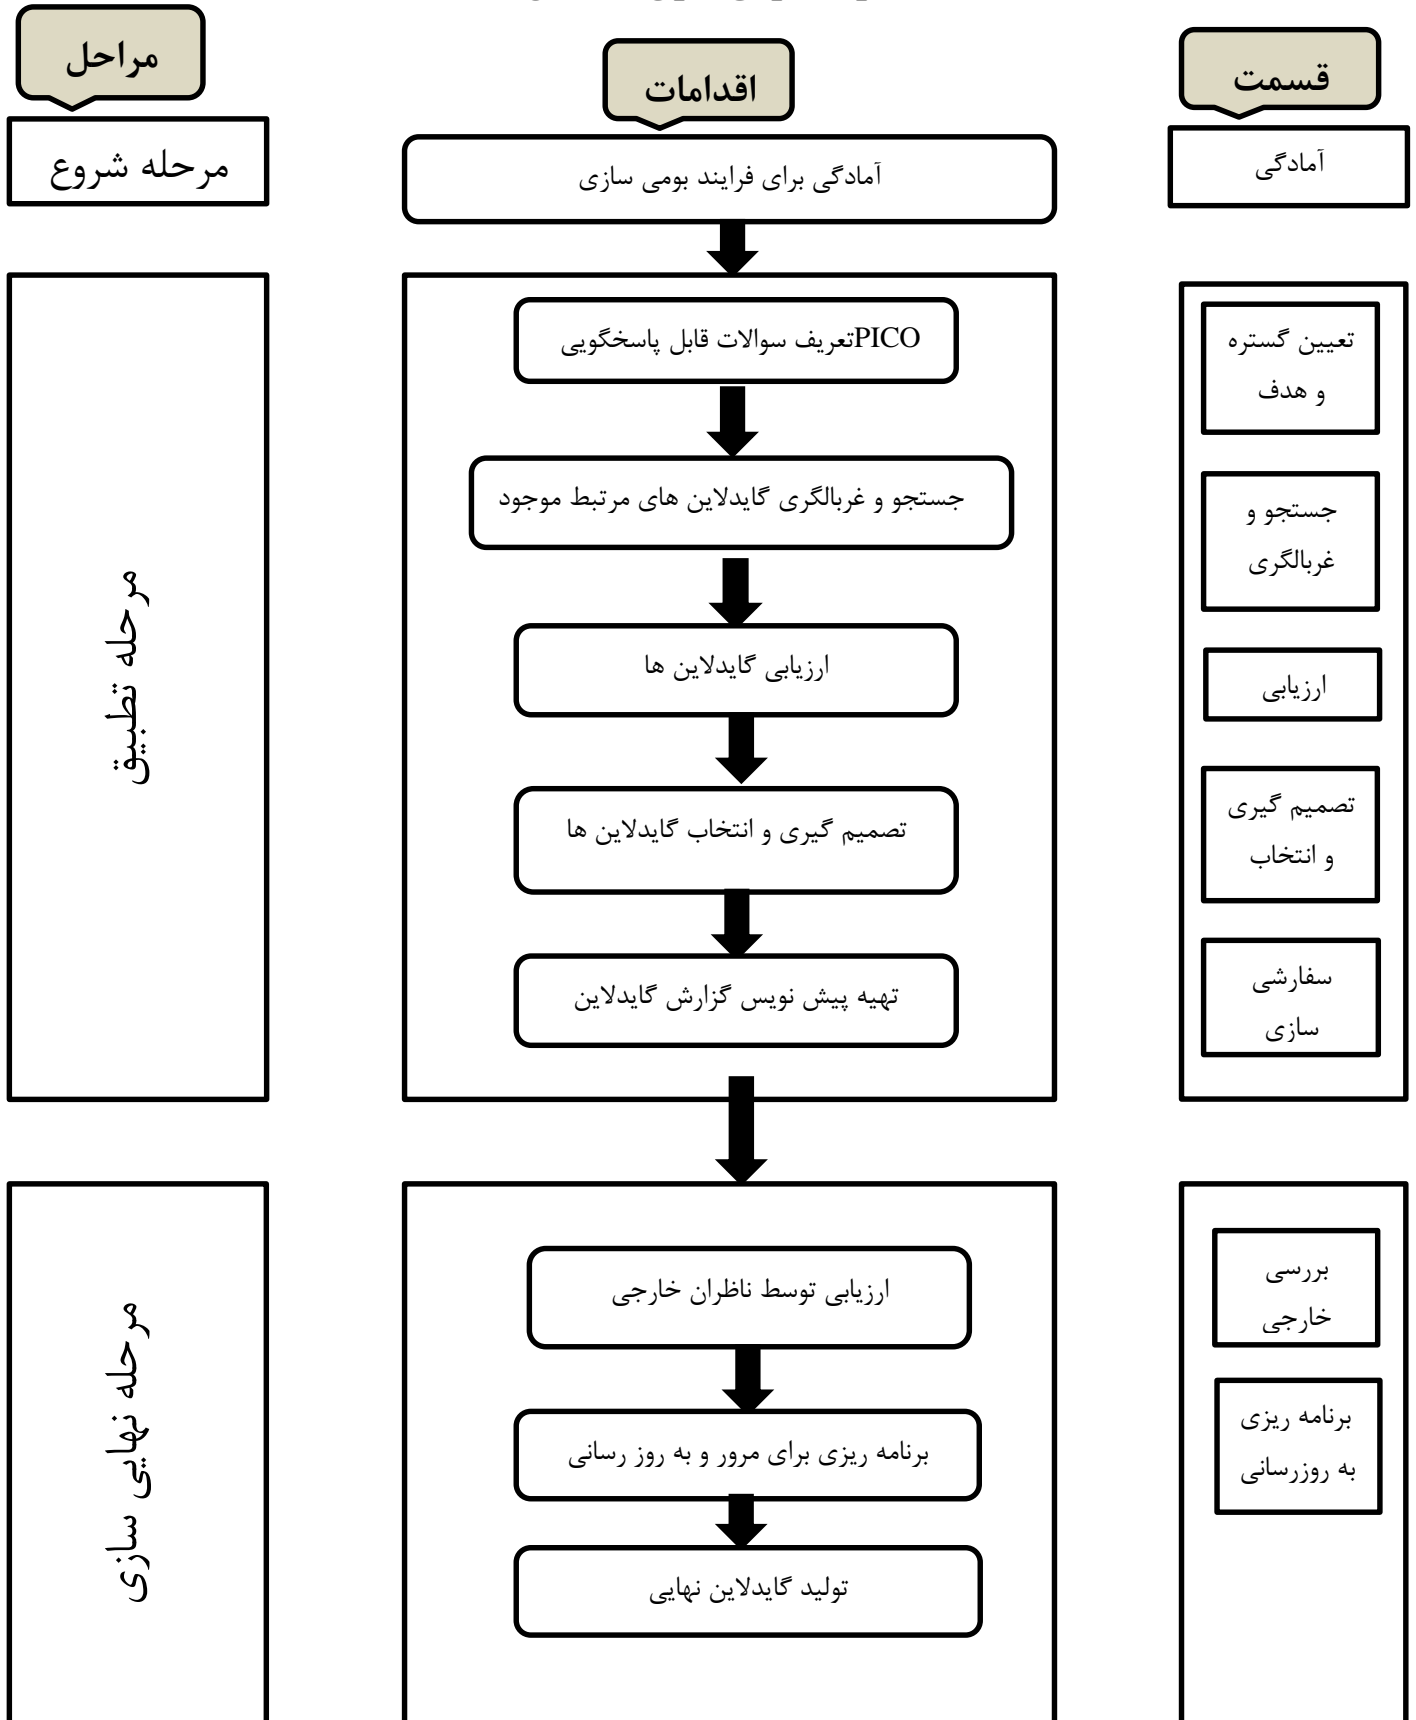 قسمت
اقدامات
مراحل
آمادگی
آمادگی برای فرایند بومی سازی
مرحله شروع
تعیین گستره
و هدف
PICOتعریف سوالات قابل پاسخگویی
جستجو و
غربالگری
جستجو و غربالگری گایدلاین های مرتبط موجود
مرحله تطبیق
ارزیابی
ارزیابی گایدلاین ها
تصمیم گیری
و انتخاب
تصمیم گیری و انتخاب گایدلاین ها
سفارشی
سازی
تهیه پیش نویس گزارش گایدلاین
بررسی
خارجی
ارزیابی توسط ناظران خارجی
مرحله نهایی سازی
برنامه ریزی
به روزرسانی
برنامه ریزی برای مرور و به روز رسانی
تولید گایدلاین نهایی